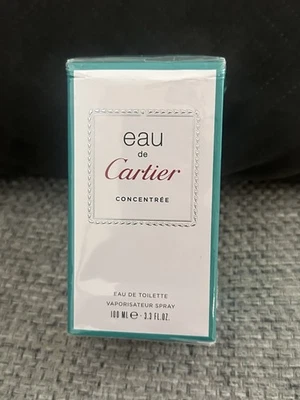 eau
de
Cartier
CONCENTRÉE
EAU DE TOILETTE
VAPORISATEUR SPRAY
100 ML ℮ - 3.3 FL.OZ.